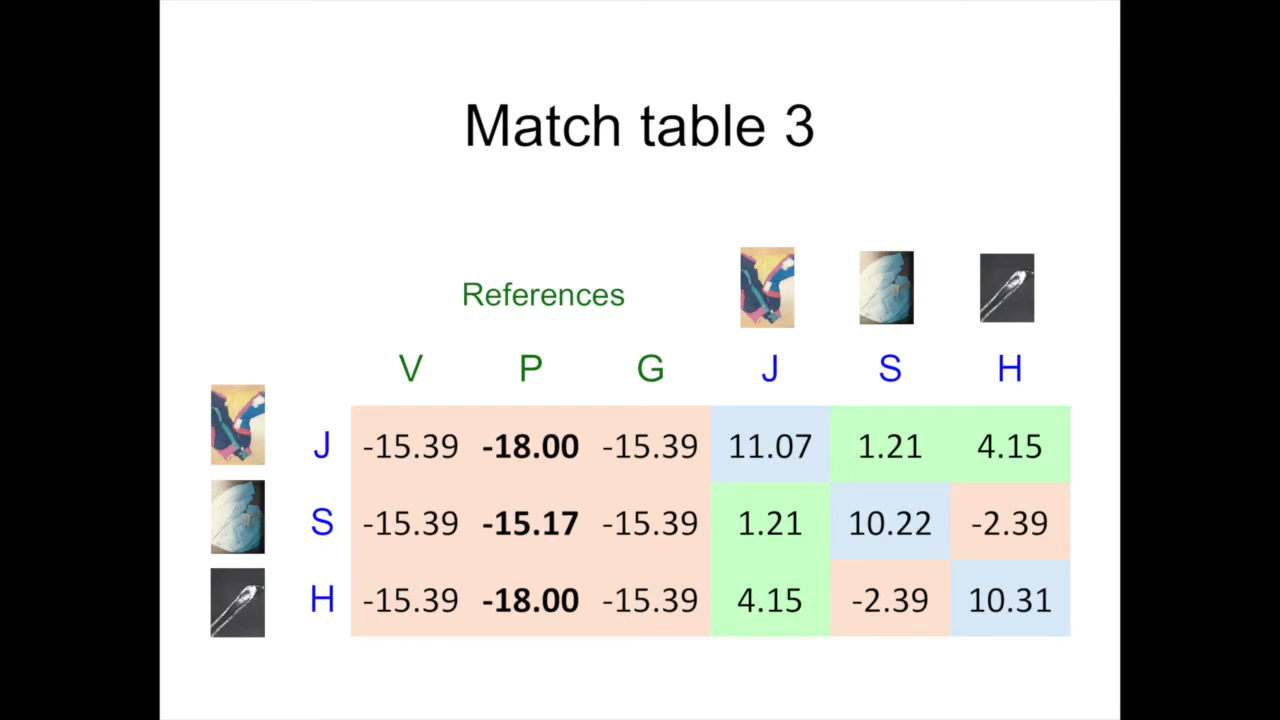 Match table 3
References
V P G J S H
J -15.39 -18.00 -15.39 11.07 1.21 4.15
S -15.39 -15.17 -15.39 1.21 10.22 -2.39
H -15.39 -18.00 -15.39 4.15 -2.39 10.31